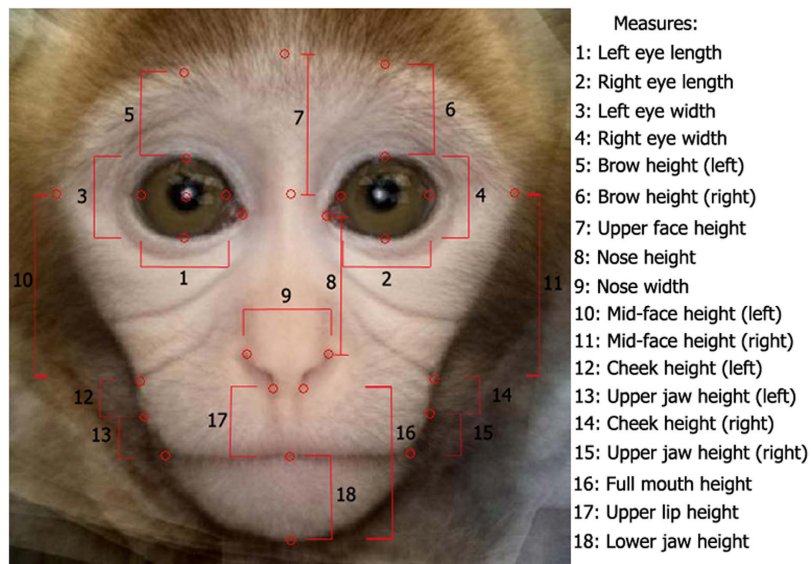 Measures:
1: Left eye length
2: Right eye length
3: Left eye width
4: Right eye width
5: Brow height (left)
6: Brow height (right)
7: Upper face height
8: Nose height
9: Nose width
10: Mid-face height (left)
11: Mid-face height (right)
12: Cheek height (left)
13: Upper jaw height (left)
14: Cheek height (right)
15: Upper jaw height (right)
16: Full mouth height
17: Upper lip height
18: Lower jaw height
5
7
6
3
4
10
1
8
2
11
9
12
14
13
17
16
15
18